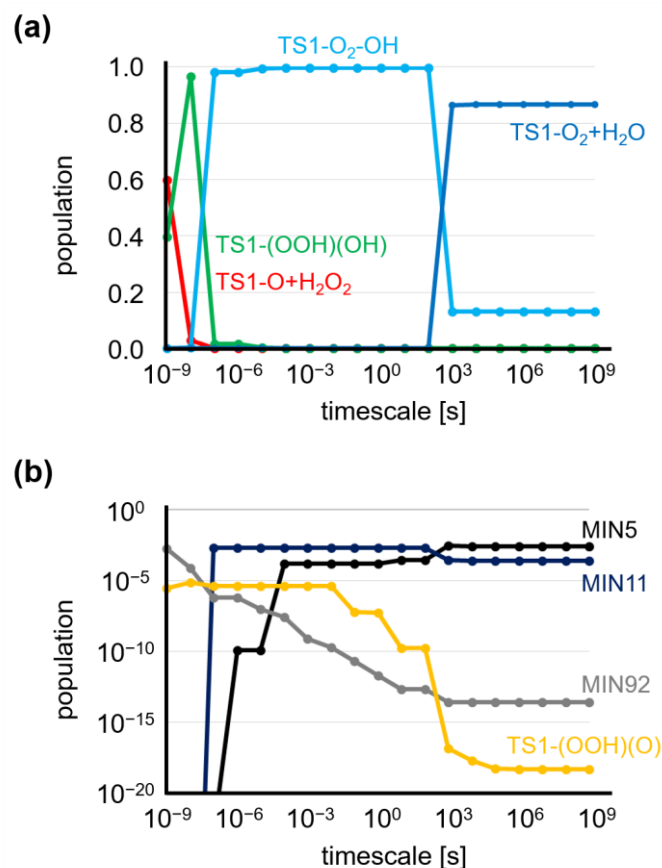 (a)
TS1-O₂-OH
1.0
0.8
0.6
0.4
0.2
0.0
population
TS1-O₂+H₂O
TS1-(OOH)(OH)
TS1-O+H₂O₂
10⁻⁹ 10⁻⁶ 10⁻³ 10⁰ 10³ 10⁶ 10⁹
timescale [s]
(b)
10⁰
10⁻⁵
10⁻¹⁰
10⁻¹⁵
10⁻²⁰
population
MIN5
MIN11
MIN92
TS1-(OOH)(O)
10⁻⁹ 10⁻⁶ 10⁻³ 10⁰ 10³ 10⁶ 10⁹
timescale [s]